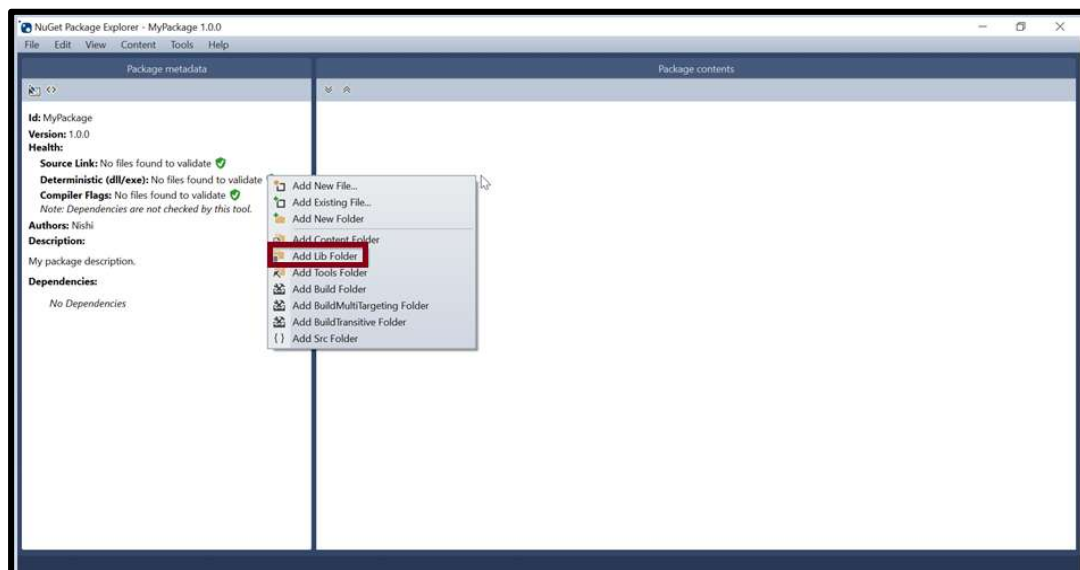 NuGet Package Explorer - MyPackage 1.0.0
File Edit View Content Tools Help
Package metadata
Package contents
Id: MyPackage
Version: 1.0.0
Health:
Source Link: No files found to validate
Deterministic (dll/exe): No files found to validate
Compiler Flags: No files found to validate
Note: Dependencies are not checked by this tool.
Authors: Nishi
Description:
My package description.
Dependencies:
No Dependencies
Add New File...
Add Existing File...
Add New Folder
Add Content Folder
Add Lib Folder
Add Tools Folder
Add Build Folder
Add BuildMultiTargeting Folder
Add BuildTransitive Folder
Add Src Folder